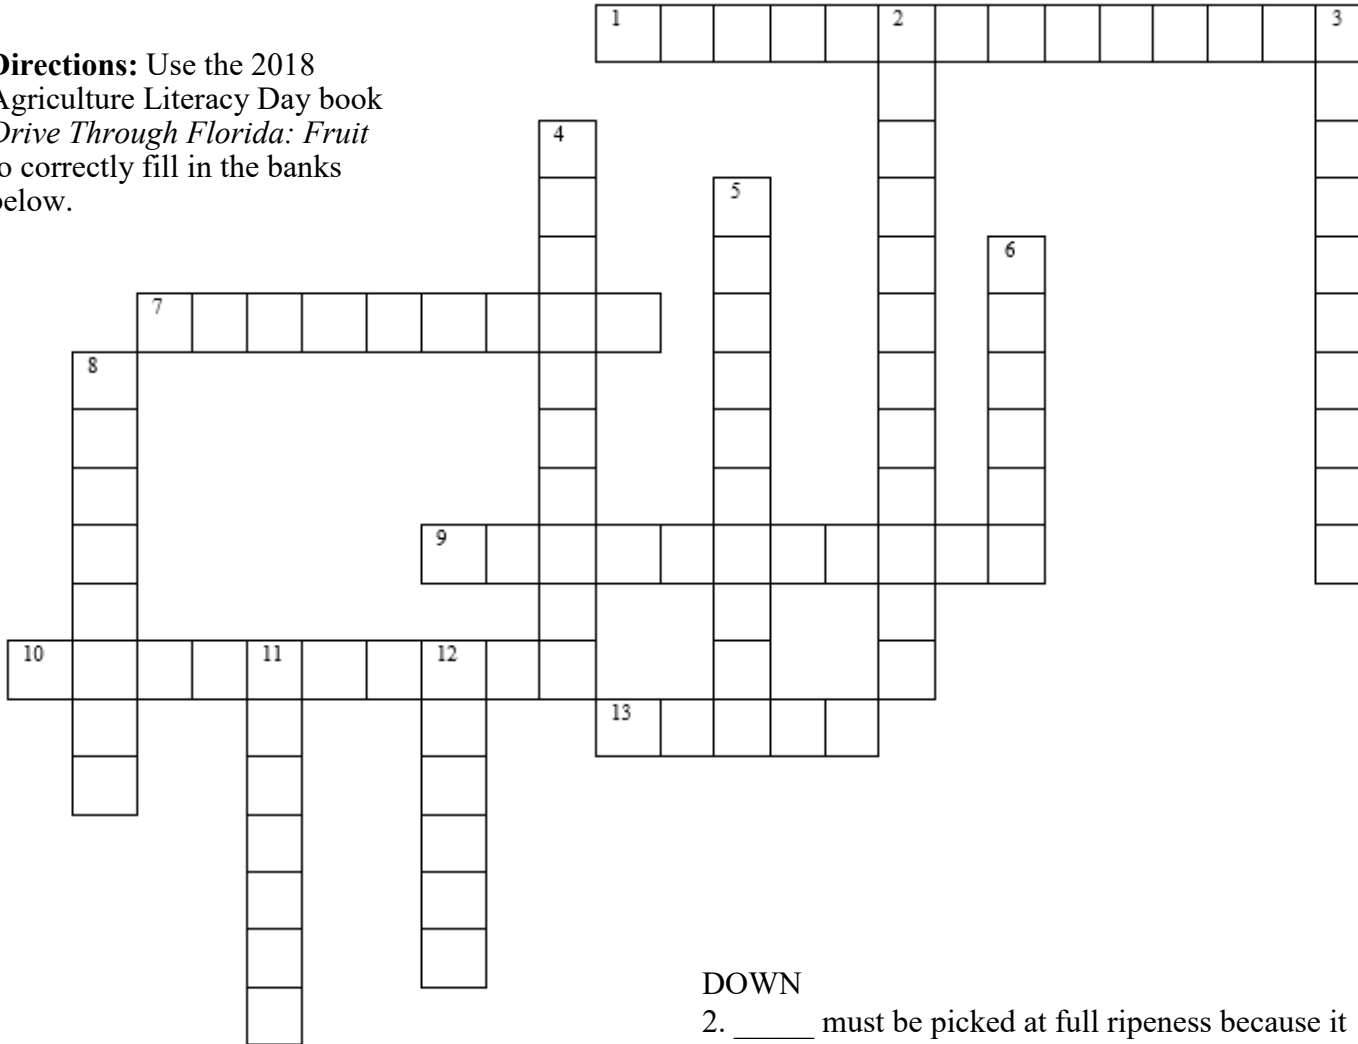 1 2 3
Directions: Use the 2018
Agriculture Literacy Day book
Drive Through Florida: Fruit
to correctly fill in the banks
below.
4
5
6
7
8
9
10 11 12
13
DOWN
2. _____ must be picked at full ripeness because it